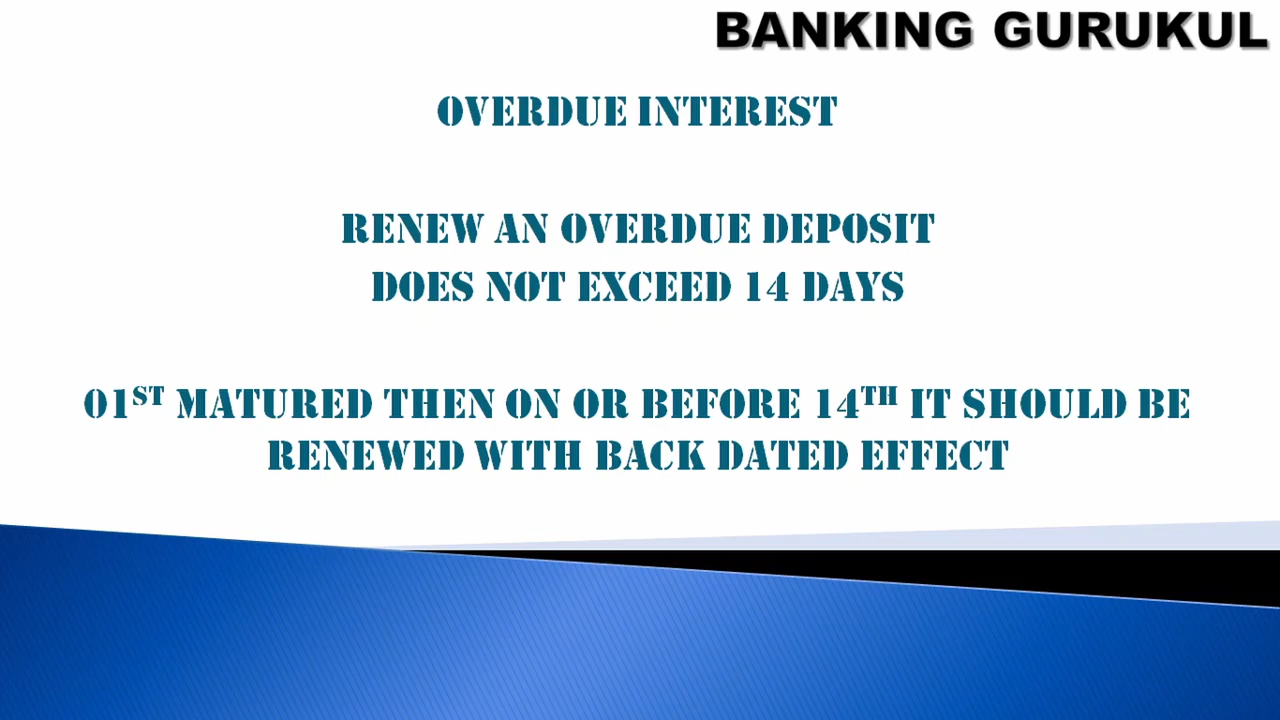 BANKING GURUKUL
OVERDUE INTEREST
RENEW AN OVERDUE DEPOSIT
DOES NOT EXCEED 14 DAYS
01ST MATURED THEN ON OR BEFORE 14TH IT SHOULD BE
RENEWED WITH BACK DATED EFFECT